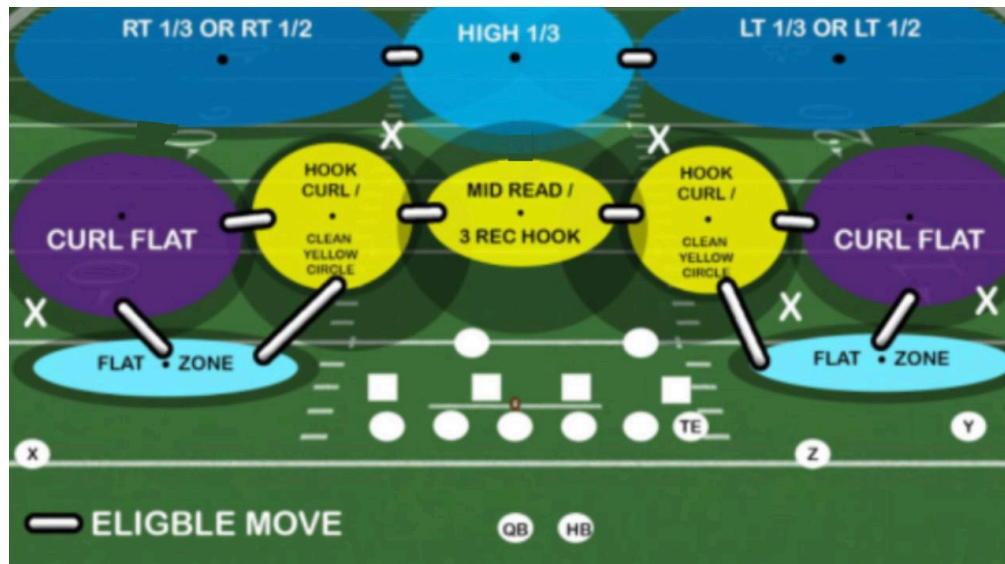 RT 1/3 OR RT 1/2
HIGH 1/3
LT 1/3 OR LT 1/2
X
X
HOOK
CURL /
CLEAN
YELLOW
CIRCLE
MID READ /
3 REC HOOK
HOOK
CURL /
CLEAN
YELLOW
CIRCLE
CURL FLAT
CURL FLAT
X
X
X
FLAT ZONE
FLAT ZONE
TE
X
Z
Y
ELIGBLE MOVE
QB
HB